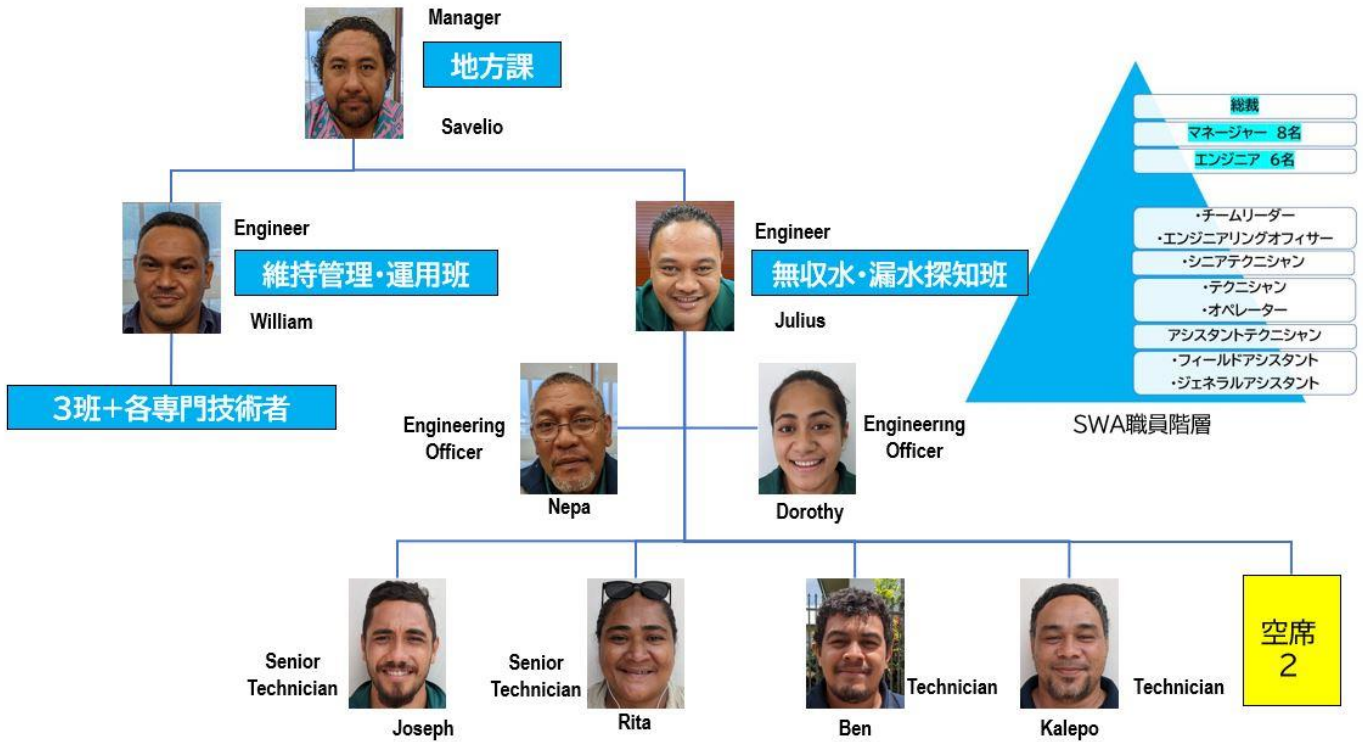 Manager
地方課
Savelio
総裁
マネージャー 8名
エンジニア 6名
・チームリーダー
・エンジニアリングオフィサー
・シニアテクニシャン
・テクニシャン
・オペレーター
アシスタントテクニシャン
・フィールドアシスタント
・ジェネラルアシスタント
SWA職員階層
Engineer
維持管理・運用班
William
Engineer
無収水・漏水探知班
Julius
3班+各専門技術者
Engineering
Officer
Nepa
Engineering
Officer
Dorothy
Senior
Technician
Joseph
Senior
Technician
Rita
Technician
Ben
Technician
Kalepo
空席
2